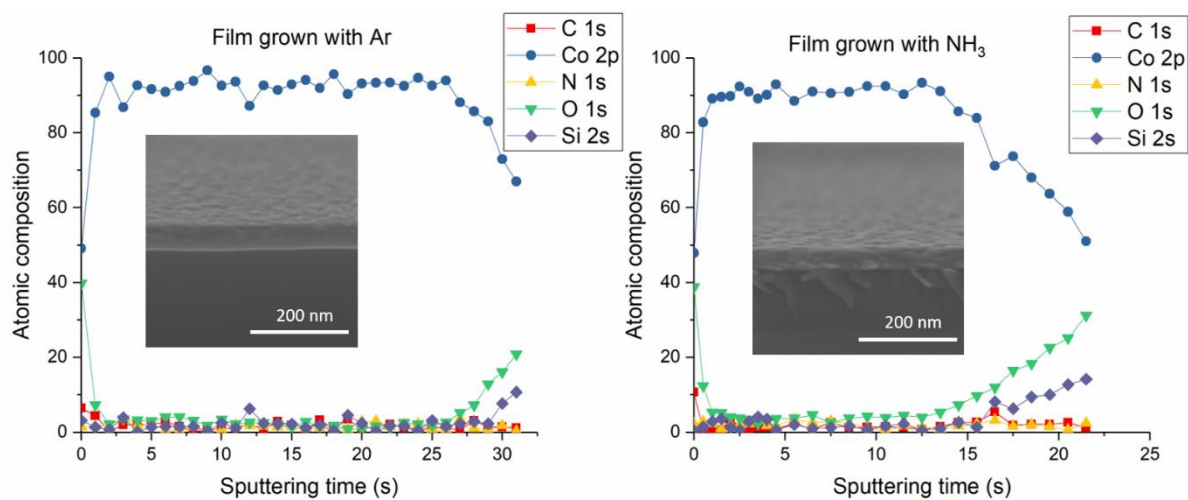 Film grown with Ar
C 1s
Co 2p
N 1s
O 1s
Si 2s
100
80
60
40
20
0
Atomic composition
200 nm
0 5 10 15 20 25 30
Sputtering time (s)
Film grown with NH₃
C 1s
Co 2p
N 1s
O 1s
Si 2s
100
80
60
40
20
0
Atomic composition
200 nm
0 5 10 15 20 25
Sputtering time (s)